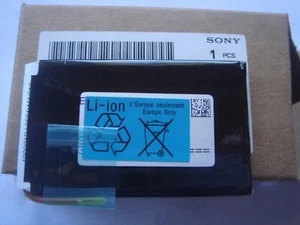 SONY
1 PCS
Li-ion
L'Europe seulement
Europe Only